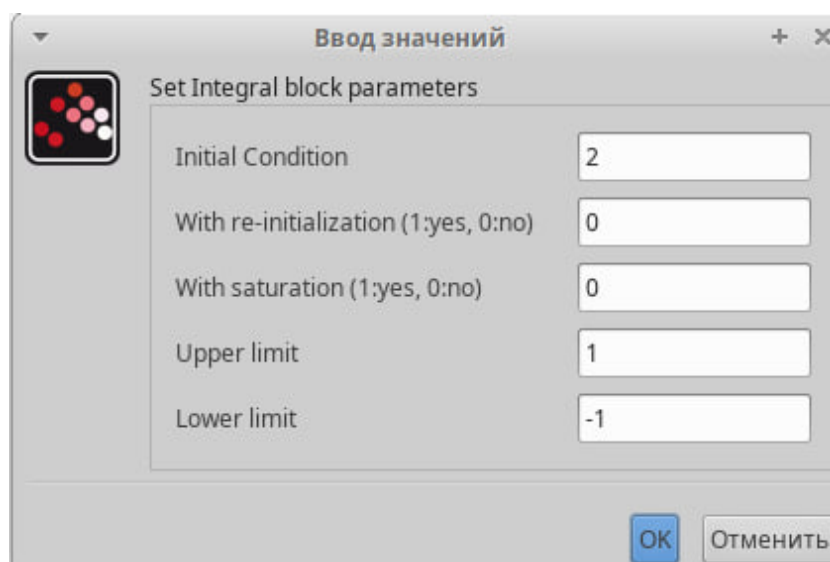 Ввод значений
Set Integral block parameters
Initial Condition 2
With re-initialization (1:yes, 0:no) 0
With saturation (1:yes, 0:no) 0
Upper limit 1
Lower limit -1
OK Отменить